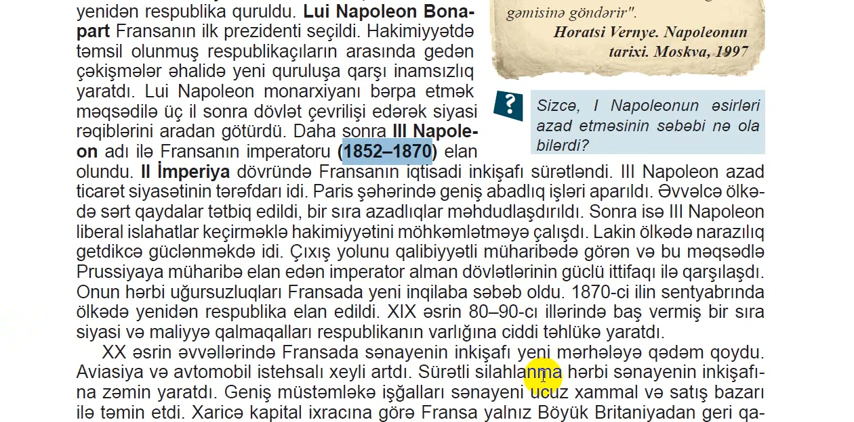 yenidən respublika quruldu. Lui Napoleon Bona-
part Fransanın ilk prezidenti seçildi. Hakimiyyətdə
təmsil olunmuş respublikaçıların arasında gedən
çəkişmələr əhalidə yeni quruluşa qarşı inamsızlıq
yaratdı. Lui Napoleon monarxiyanı bərpa etmək
məqsədilə üç il sonra dövlət çevrilişi edərək siyasi
rəqiblərini aradan götürdü. Daha sonra III Napole-
on adı ilə Fransanın imperatoru (1852–1870) elan
olundu. II İmperiya dövründə Fransanın iqtisadi inkişafı sürətləndi. III Napoleon azad
ticarət siyasətinin tərəfdarı idi. Paris şəhərində geniş abadlıq işləri aparıldı. Əvvəlcə ölkə-
də sərt qaydalar tətbiq edildi, bir sıra azadlıqlar məhdudlaşdırıldı. Sonra isə III Napoleon
liberal islahatlar keçirməklə hakimiyyətini möhkəmlətməyə çalışdı. Lakin ölkədə narazılıq
getdikcə güclənməkdə idi. Çıxış yolunu qalibiyyətli müharibədə görən və bu məqsədlə
Prussiyaya müharibə elan edən imperator alman dövlətlərinin güclü ittifaqı ilə qarşılaşdı.
Onun hərbi uğursuzluqları Fransada yeni inqilaba səbəb oldu. 1870-ci ilin sentyabrında
ölkədə yenidən respublika elan edildi. XIX əsrin 80–90-cı illərində baş vermiş bir sıra
siyasi və maliyyə qalmaqalları respublikanın varlığına ciddi təhlükə yaratdı.
XX əsrin əvvəllərində Fransada sənayenin inkişafı yeni mərhələyə qədəm qoydu.
Aviasiya və avtomobil istehsalı xeyli artdı. Sürətli silahlanma hərbi sənayenin inkişafı-
na zəmin yaratdı. Geniş müstəmləkə işğalları sənayeni ucuz xammal və satış bazarı
ilə təmin etdi. Xaricə kapital ixracına görə Fransa yalnız Böyük Britaniyadan geri qa-
gəmisinə göndərir".
Horatsi Vernye. Napoleonun
tarixi. Moskva, 1997
?
Sizcə, I Napoleonun əsirləri
azad etməsinin səbəbi nə ola
bilərdi?